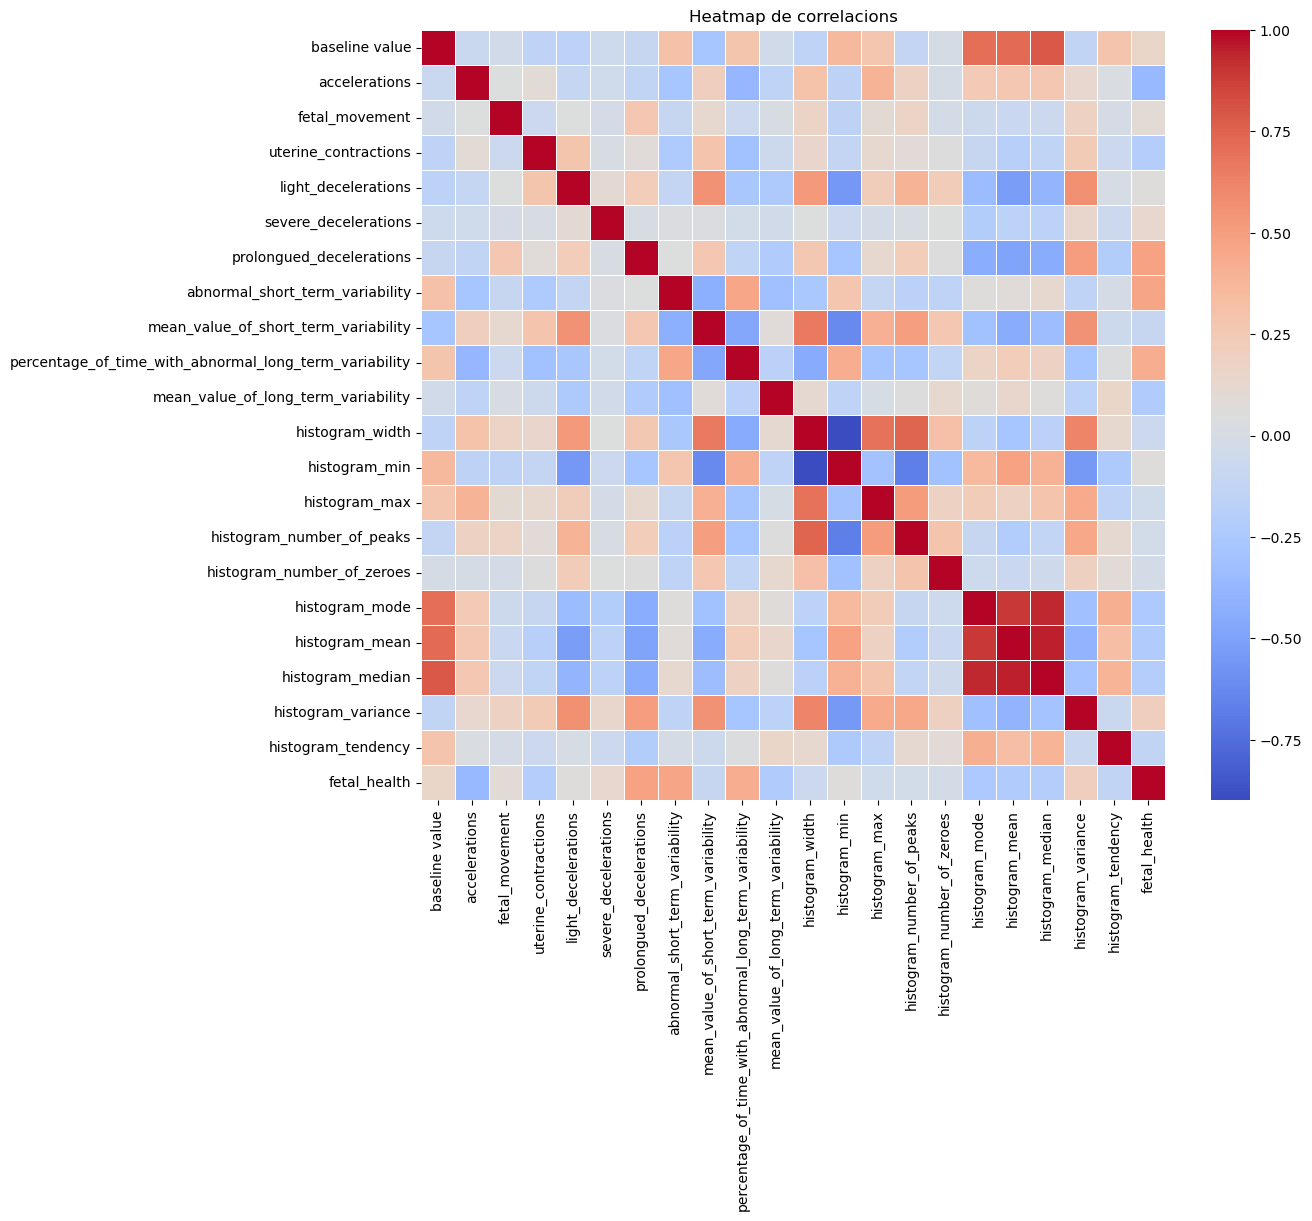 Heatmap de correlacions
baseline value
accelerations
fetal_movement
uterine_contractions
light_decelerations
severe_decelerations
prolongued_decelerations
abnormal_short_term_variability
mean_value_of_short_term_variability
percentage_of_time_with_abnormal_long_term_variability
mean_value_of_long_term_variability
histogram_width
histogram_min
histogram_max
histogram_number_of_peaks
histogram_number_of_zeroes
histogram_mode
histogram_mean
histogram_median
histogram_variance
histogram_tendency
fetal_health
baseline value
accelerations
fetal_movement
uterine_contractions
light_decelerations
severe_decelerations
prolongued_decelerations
abnormal_short_term_variability
mean_value_of_short_term_variability
percentage_of_time_with_abnormal_long_term_variability
mean_value_of_long_term_variability
histogram_width
histogram_min
histogram_max
histogram_number_of_peaks
histogram_number_of_zeroes
histogram_mode
histogram_mean
histogram_median
histogram_variance
histogram_tendency
fetal_health
1.00
0.75
0.50
0.25
0.00
−0.25
−0.50
−0.75